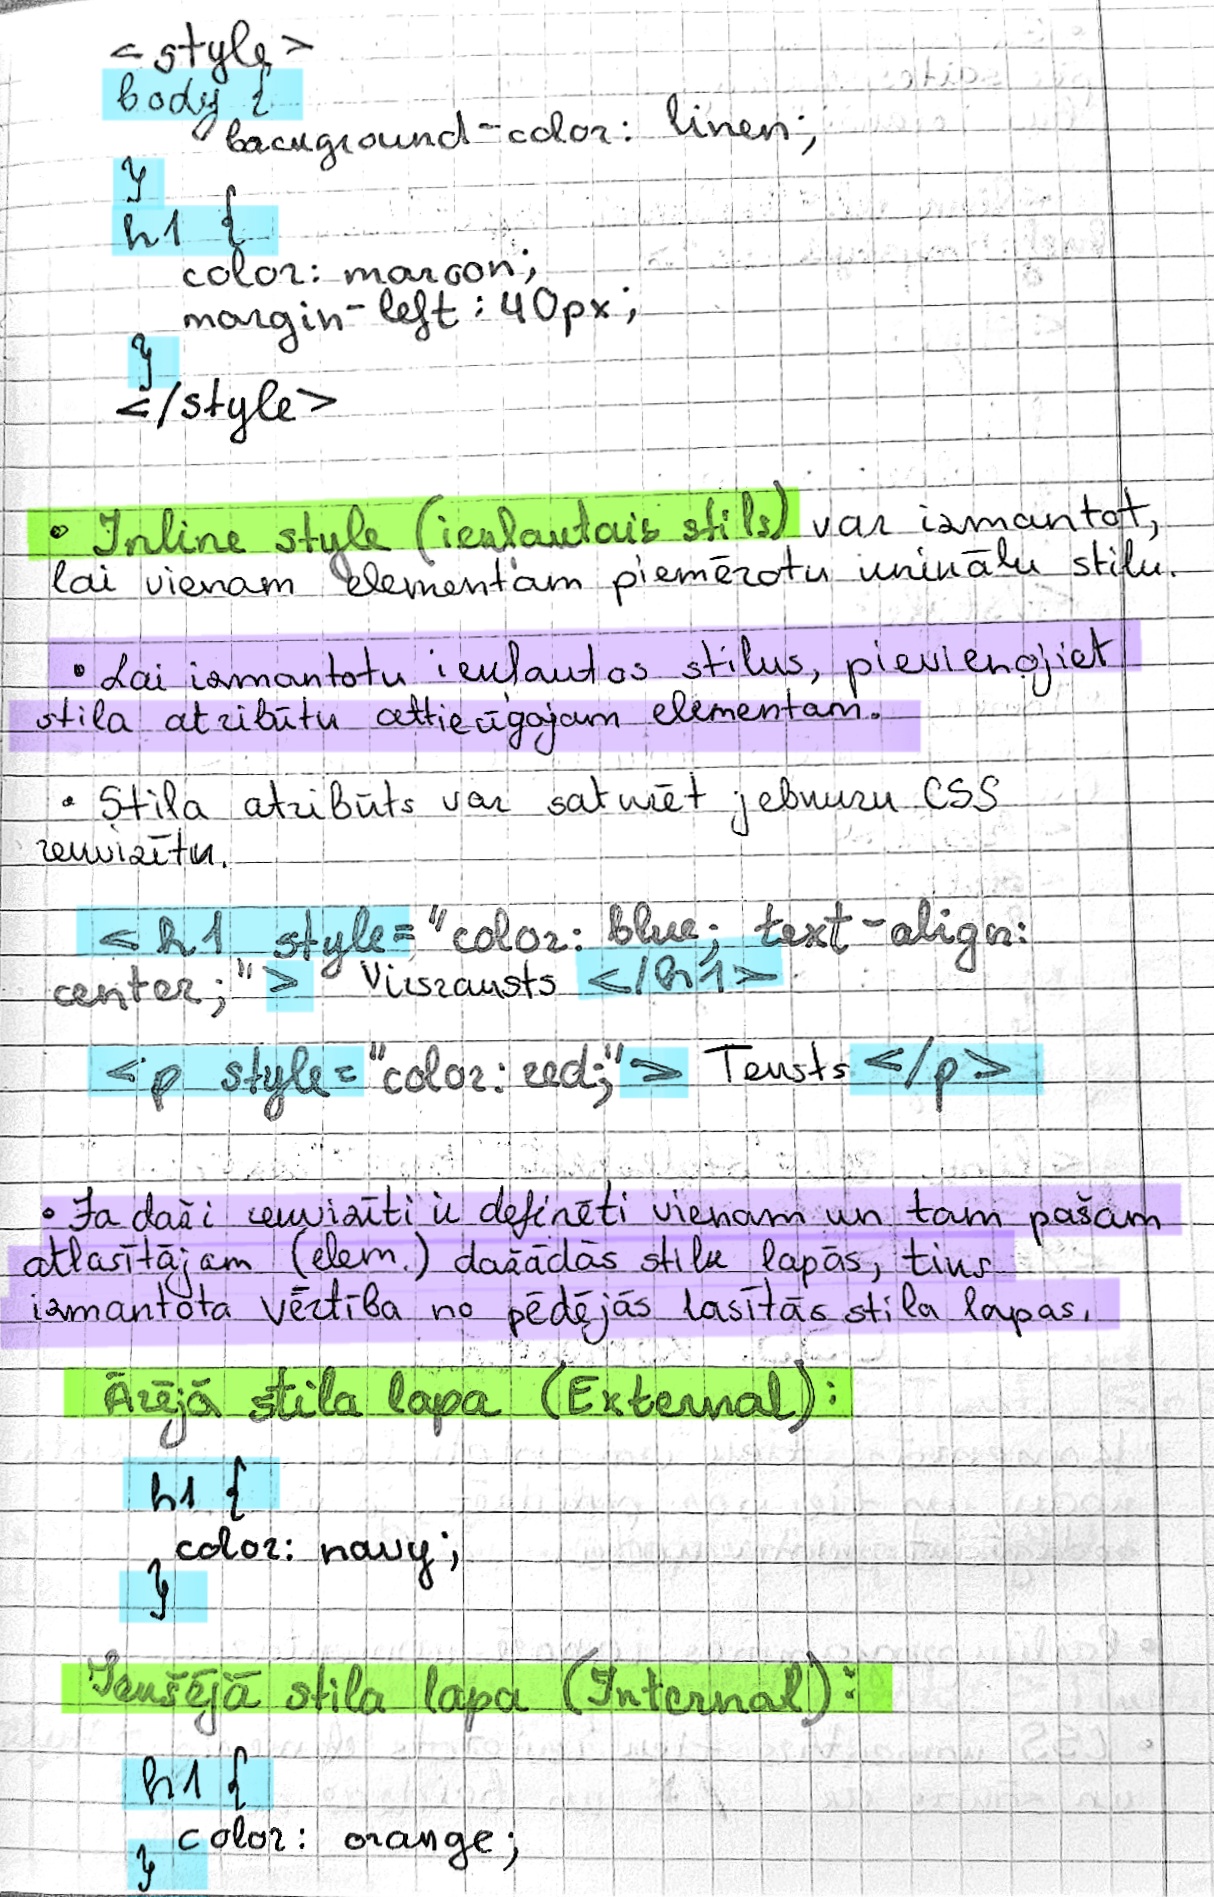 <style>
body {
background-color: linen;
}
h1 {
color: maroon;
margin-left: 40px;
}
</style>
• Inline style (iekļautais stils) var izmantot,
lai vienam elementam piemērotu unikālu stilu.
• Lai izmantotu iekļautos stilus, pievienojiet
stila atribūtu attiecīgajam elementam.
• Stila atribūts var saturēt jebkuru CSS
rekvizītu.
<h1 style="color: blue; text-align:
center;"> Virsraksts </h1>
<p style="color: red;"> Teksts </p>
• Ja daži rekvizīti ir definēti vienam un tam pašam
atlasītājam (elem.) dažādās stila lapās, tiks
izmantota vērtība no pēdējās lasītās stila lapas.
Ārējā stila lapa (External):
h1 {
color: navy;
}
Iekšējā stila lapa (Internal):
h1 {
color: orange;
}